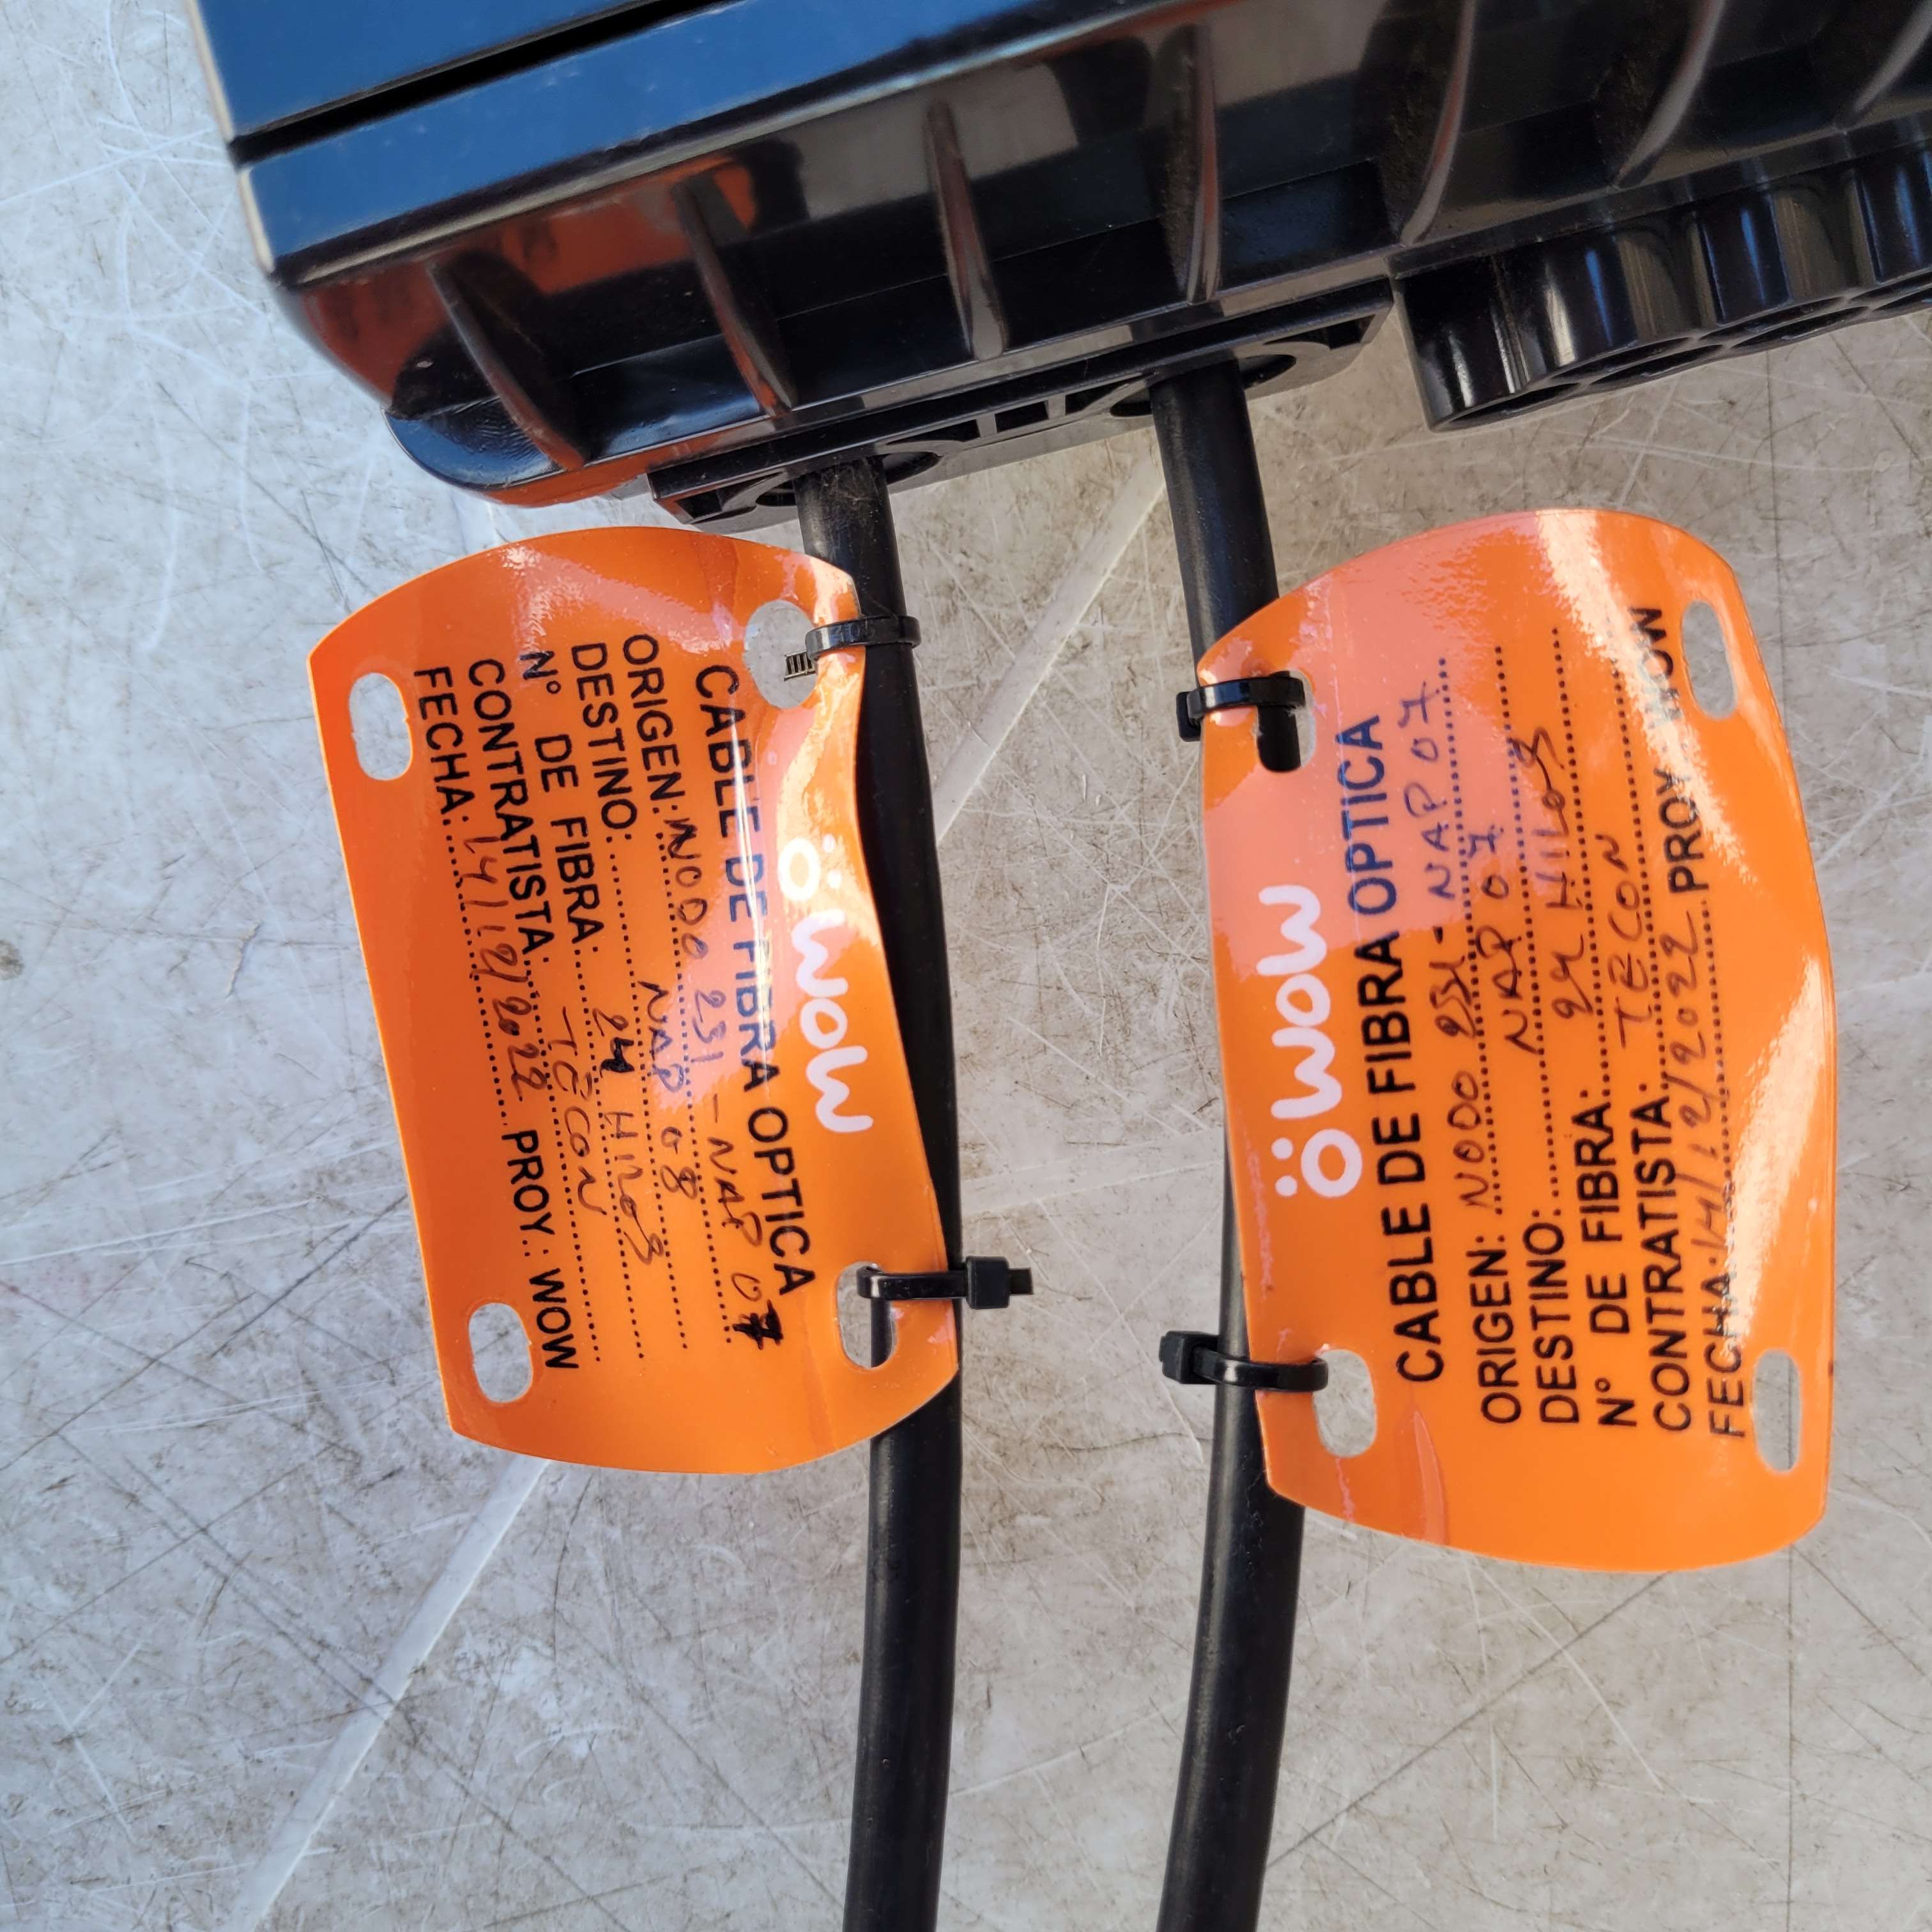 ÖWOW
CABLE DE FIBRA OPTICA
ORIGEN: NODO 231 - NAP 07
DESTINO: NAP 08
N° DE FIBRA: 24 HILOS
CONTRATISTA: TECON
FECHA: 14/12/2022 PROY.: WOW
ÖWOW
CABLE DE FIBRA OPTICA
ORIGEN: NODO 231 - NAP 07
DESTINO: NAP 07
N° DE FIBRA: 24 HILOS
CONTRATISTA: TECON
FECHA: 14/12/2022 PROY.: WOW